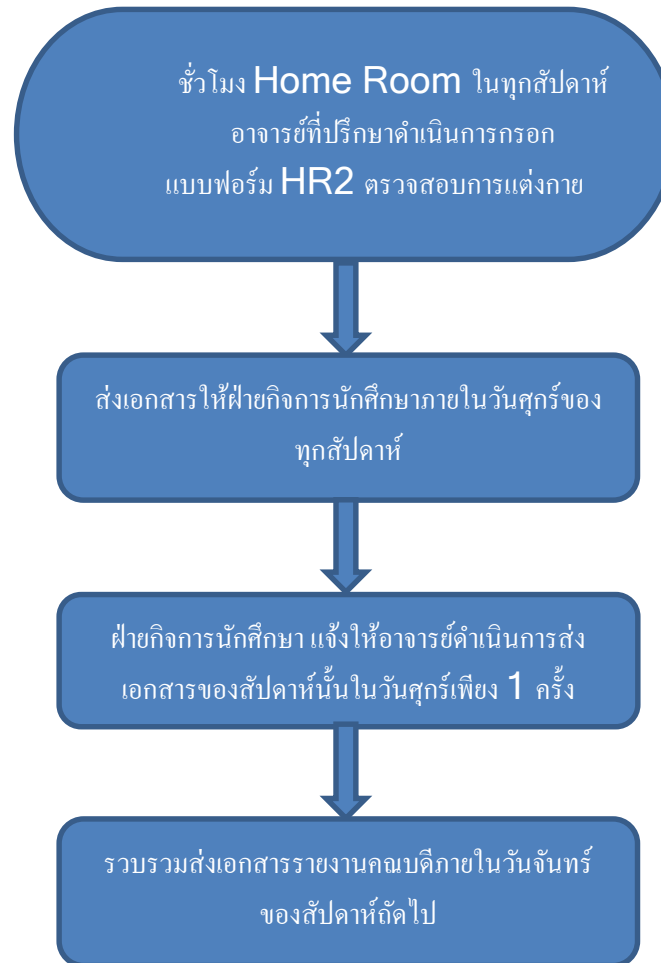 ชั่วโมง Home Room ในทุกสัปดาห์
อาจารย์ที่ปรึกษาดำเนินการกรอก
แบบฟอร์ม HR2 ตรวจสอบการแต่งกาย
ส่งเอกสารให้ฝ่ายกิจการนักศึกษาภายในวันศุกร์ของ
ทุกสัปดาห์
ฝ่ายกิจการนักศึกษา แจ้งให้อาจารย์ดำเนินการส่ง
เอกสารของสัปดาห์นั้นในวันศุกร์เพียง 1 ครั้ง
รวบรวมส่งเอกสารรายงานคณบดีภายในวันจันทร์
ของสัปดาห์ถัดไป